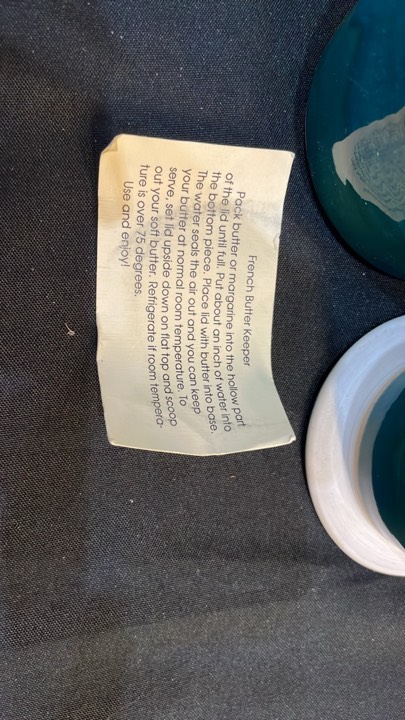 French Butter Keeper
Pack butter or margarine into the hollow part
of the lid until full. Put about an inch of water into
the bottom piece. Place lid with butter into base.
The water seals the air out and you can keep
your butter at normal room temperature. To
serve, set lid upside down on flat top and scoop
out your soft butter. Refrigerate if room tempera-
ture is over 75 degrees.
Use and enjoy!